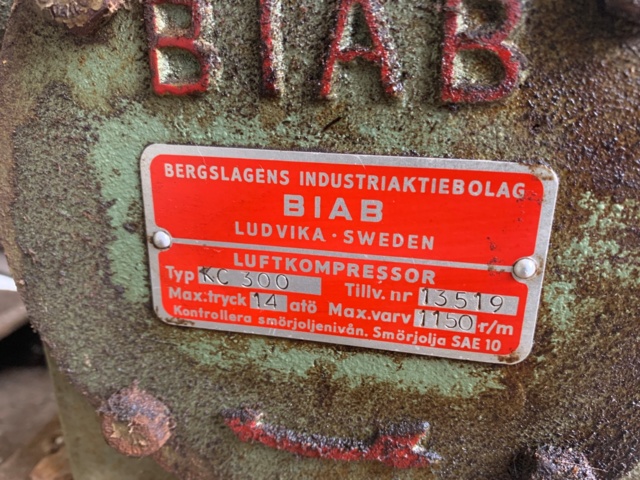 BIAB
BERGSLAGENS INDUSTRIAKTIEBOLAG
BIAB
LUDVIKA · SWEDEN
LUFTKOMPRESSOR
Typ KC 300 Tillv. nr 13519
Max.tryck 14 atö Max.varv 1150 r/m
Kontrollera smörjoljenivån. Smörjolja SAE 10